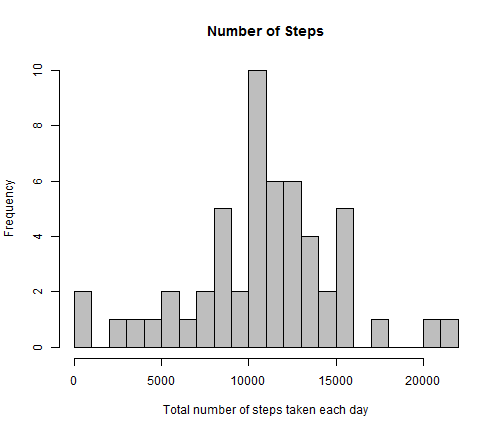 Number of Steps
Frequency
10
8
6
4
2
0
0 5000 10000 15000 20000
Total number of steps taken each day